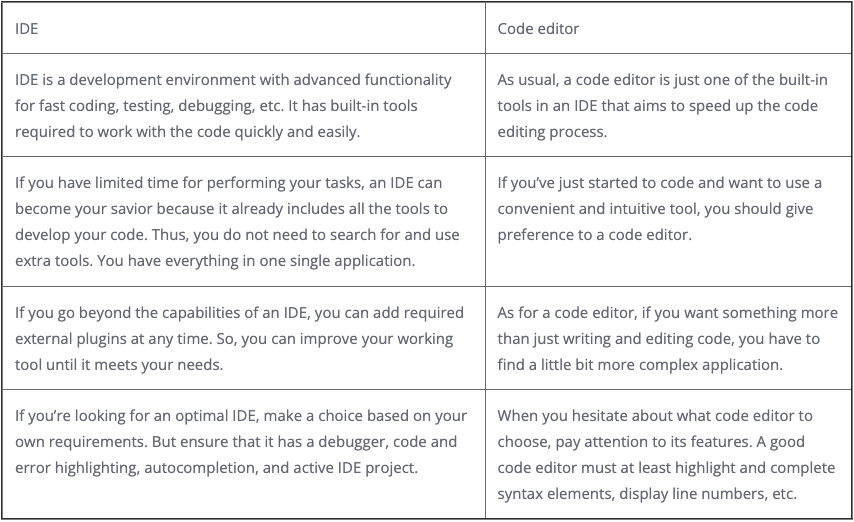 IDE
Code editor
IDE is a development environment with advanced functionality
for fast coding, testing, debugging, etc. It has built-in tools
required to work with the code quickly and easily.
As usual, a code editor is just one of the built-in
tools in an IDE that aims to speed up the code
editing process.
If you have limited time for performing your tasks, an IDE can
become your savior because it already includes all the tools to
develop your code. Thus, you do not need to search for and use
extra tools. You have everything in one single application.
If you’ve just started to code and want to use a
convenient and intuitive tool, you should give
preference to a code editor.
If you go beyond the capabilities of an IDE, you can add required
external plugins at any time. So, you can improve your working
tool until it meets your needs.
As for a code editor, if you want something more
than just writing and editing code, you have to
find a little bit more complex application.
If you’re looking for an optimal IDE, make a choice based on your
own requirements. But ensure that it has a debugger, code and
error highlighting, autocompletion, and active IDE project.
When you hesitate about what code editor to
choose, pay attention to its features. A good
code editor must at least highlight and complete
syntax elements, display line numbers, etc.